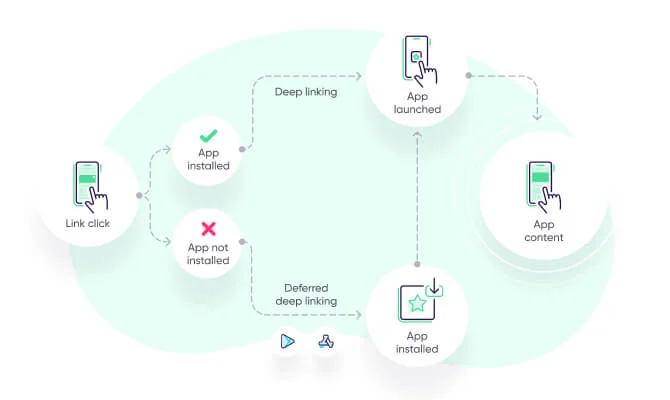 Link click
App
installed
App not
installed
Deep linking
Deferred
deep linking
App
launched
App
installed
App
content